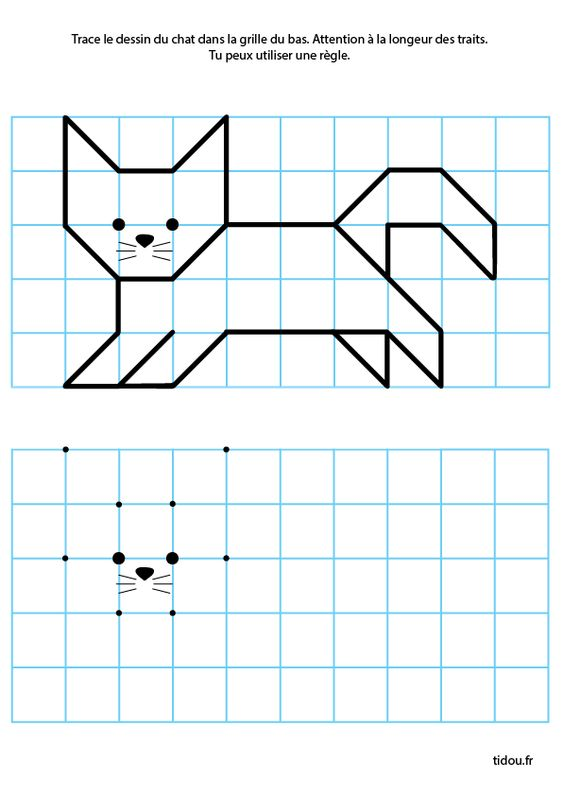 Trace le dessin du chat dans la grille du bas. Attention à la longeur des traits.
Tu peux utiliser une règle.
tidou.fr